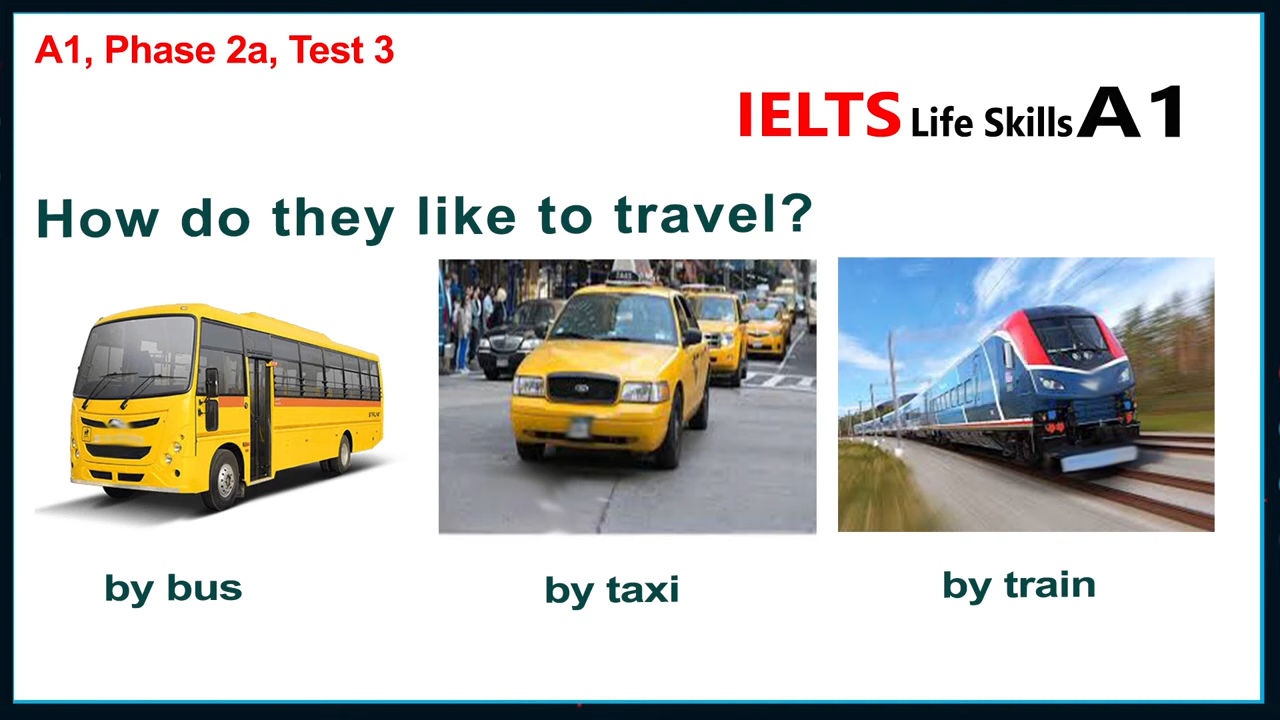 A1, Phase 2a, Test 3
IELTS Life Skills A1
How do they like to travel?
by bus
by taxi
by train